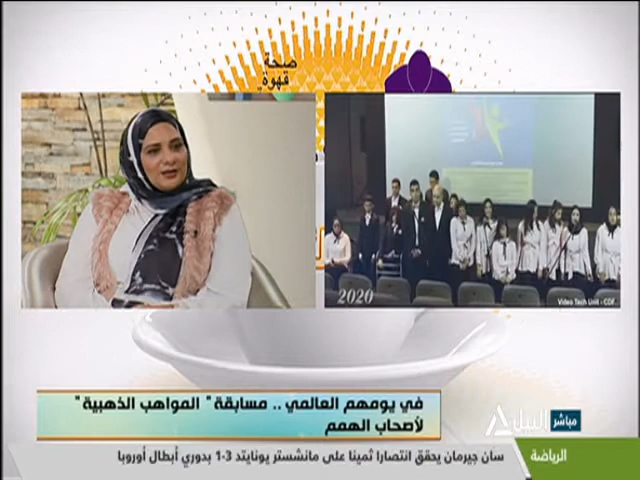 صحة
قهوة
2020
Video Tech Unit - CDF
في يومهم العالمي .. مسابقة " المواهب الذهبية "
لأصحاب الهمم
مباشر النيل
الرياضة
سان جيرمان يحقق انتصارا ثمينا على مانشستر يونايتد 3-1 بدوري أبطال أوروبا